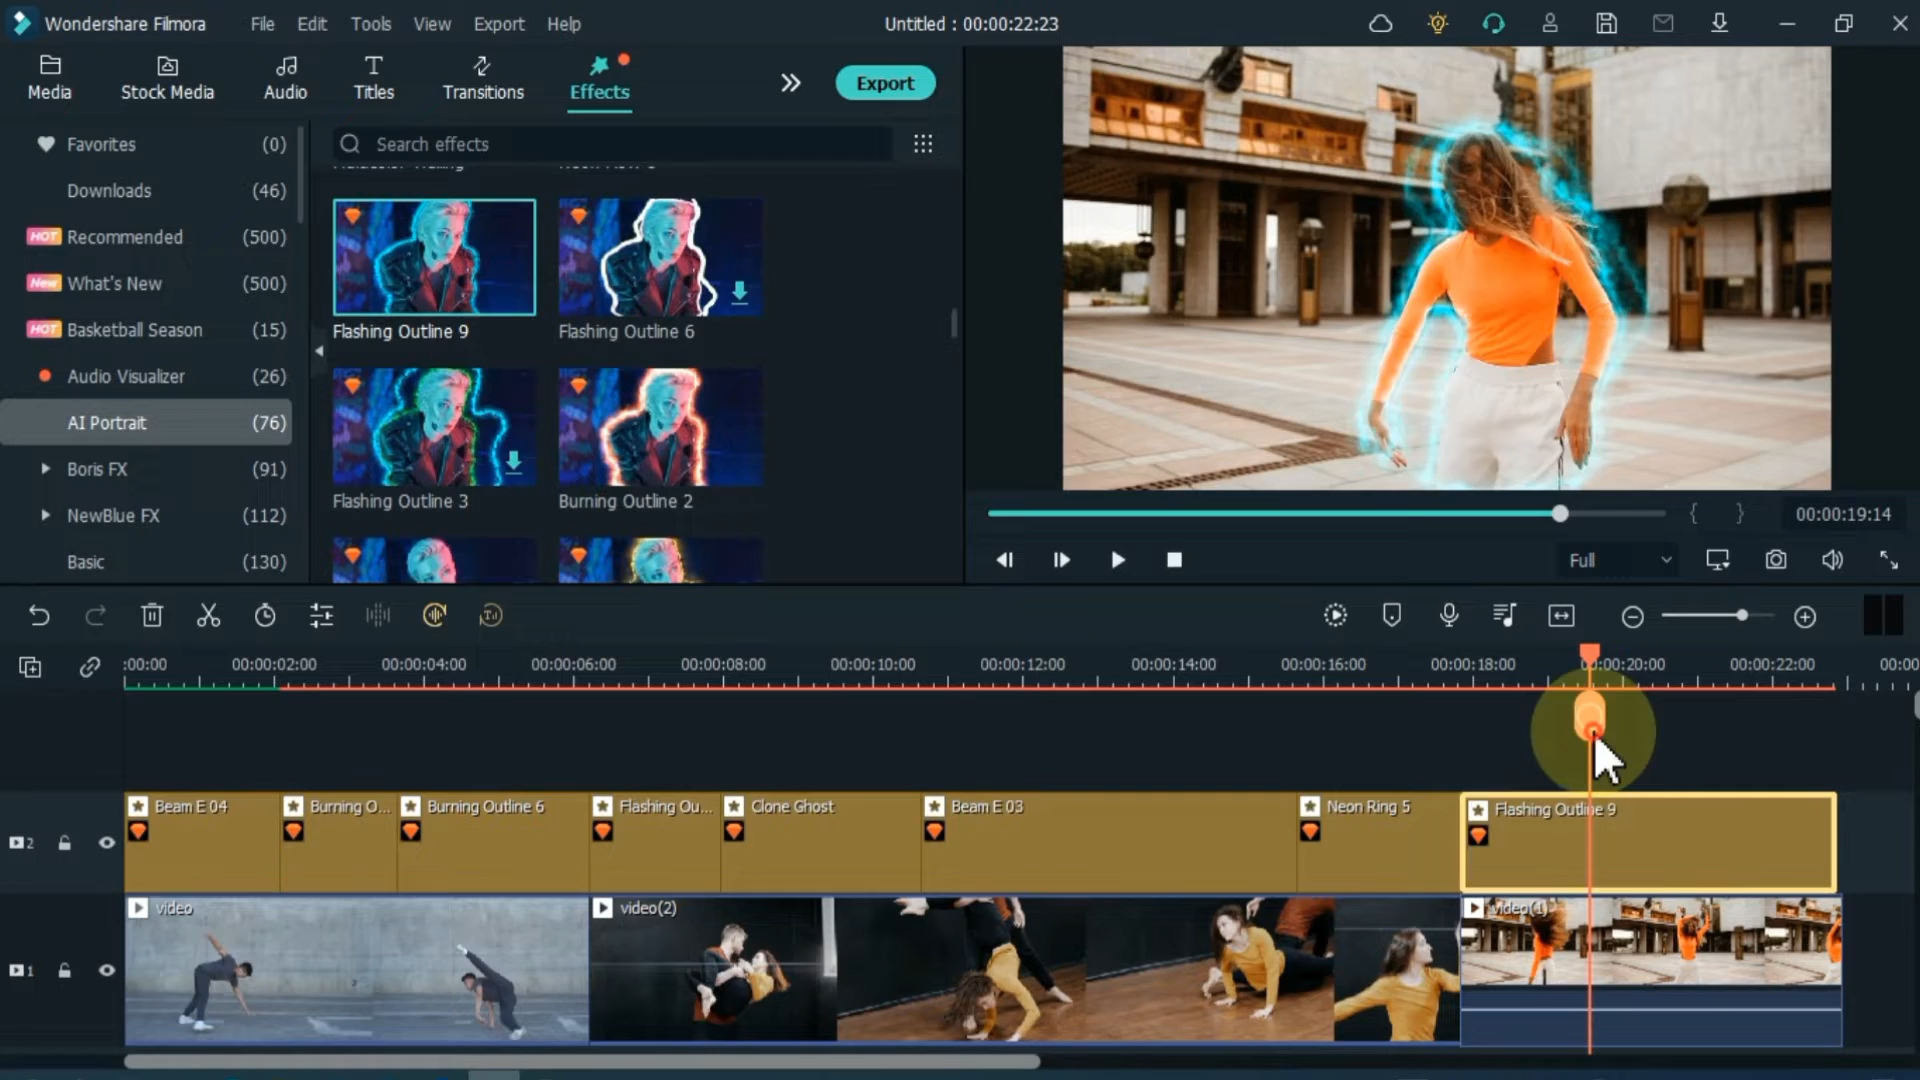 Wondershare Filmora File Edit Tools View Export Help Untitled : 00:00:22:23
Media Stock Media Audio Titles Transitions Effects Export
Favorites (0)
Downloads (46)
HOT Recommended (500)
New What's New (500)
HOT Basketball Season (15)
Audio Visualizer (26)
AI Portrait (76)
Boris FX (91)
NewBlue FX (112)
Basic (130)
Search effects
Flashing Outline 9 Flashing Outline 6
Flashing Outline 3 Burning Outline 2
{ } 00:00:19:14
Full
:00:00 00:00:02:00 00:00:04:00 00:00:06:00 00:00:08:00 00:00:10:00 00:00:12:00 00:00:14:00 00:00:16:00 00:00:18:00 00:00:20:00 00:00:22:00 00:00
2 Beam E 04 Burning O... Burning Outline 6 Flashing Ou... Clone Ghost Beam E 03 Neon Ring 5 Flashing Outline 9
1 video video(2) video(1)